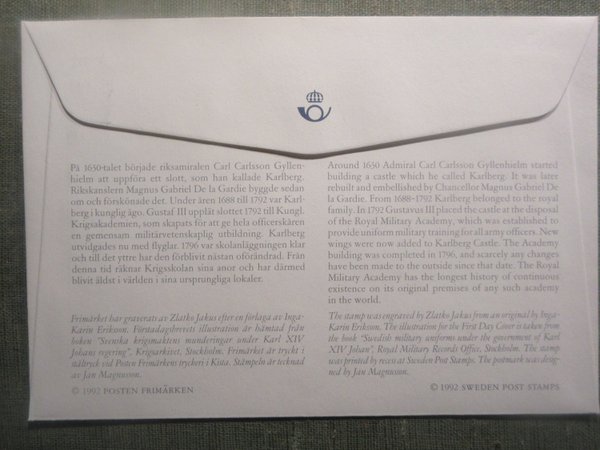 På 1630-talet började riksamiralen Carl Carlsson Gyllen-
hielm att uppföra ett slott, som han kallade Karlberg.
Rikskanslern Magnus Gabriel De la Gardie byggde sedan
om och förskönade det. Under åren 1688 till 1792 var Karl-
berg i kunglig ägo. Gustaf III upplät slottet 1792 till Kungl.
Krigsakademien, som skapats för att ge hela officerskåren
en gemensam militärvetenskaplig utbildning. Karlberg
utvidgades nu med flyglar. 1796 var skolanläggningen klar
och till det yttre har den förblivit nästan oförändrad. Från
denna tid räknar Krigsskolan sina anor och har därmed
blivit äldst i världen i sina ursprungliga lokaler.
Frimärket har graverats av Zlatko Jakus efter en förlaga av Inga-
Karin Erikson. Förstadagsbrevets illustration är hämtad från
boken "Svenska krigsmaktens munderingar under Karl XIV
Johans regering". Krigsarkivet, Stockholm. Frimärket är tryckt i
ståltryck vid Posten Frimärkens tryckeri i Kista. Stämpeln är tecknad
av Jan Magnusson.
© 1992 POSTEN FRIMÄRKEN
Around 1630 Admiral Carl Carlsson Gyllenhielm started
building a castle which he called Karlberg. It was later
rebuilt and embellished by Chancellor Magnus Gabriel De
la Gardie. From 1688-1792 Karlberg belonged to the royal
family. In 1792 Gustavus III placed the castle at the disposal
of the Royal Military Academy, which was established to
provide uniform military training for all army officers. New
wings were now added to Karlberg Castle. The Academy
building was completed in 1796, and scarcely any changes
have been made to the outside since that date. The Royal
Military Academy has the longest history of continuous
existence on its original premises of any such academy
in the world.
The stamp was engraved by Zlatko Jakus from an original by Inga-
Karin Erikson. The illustration for the First Day Cover is taken from
the book "Swedish military uniforms under the government of Karl
XIV Johan", Royal Military Records Office, Stockholm. The stamp
was printed by recess at Sweden Post Stamps. The postmark was desig-
ned by Jan Magnusson.
© 1992 SWEDEN POST STAMPS